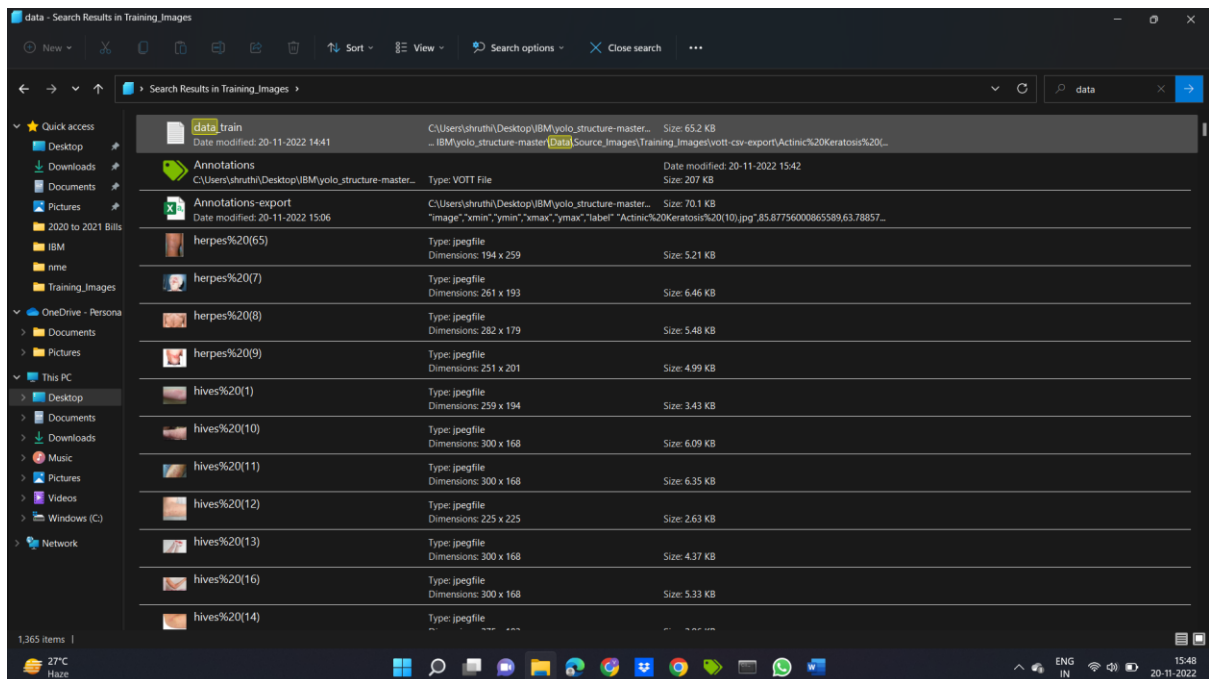 data - Search Results in Training_Images
New
Sort
View
Search options
Close search
Search Results in Training_Images
data
Quick access
Desktop
Downloads
Documents
Pictures
2020 to 2021 Bills
IBM
nme
Training_Images
OneDrive - Persona
Documents
Pictures
This PC
Desktop
Documents
Downloads
Music
Pictures
Videos
Windows (C:)
Network
data_train C:\Users\shruthi\Desktop\IBM\yolo_structure-master... Size: 65.2 KB
Date modified: 20-11-2022 14:41 ... IBM\yolo_structure-master\Data\Source_Images\Training_Images\vott-csv-export\Actinic%20Keratosis%20(...
Annotations Date modified: 20-11-2022 15:42
C:\Users\shruthi\Desktop\IBM\yolo_structure-master... Type: VOTT File Size: 207 KB
Annotations-export C:\Users\shruthi\Desktop\IBM\yolo_structure-master... Size: 70.1 KB
Date modified: 20-11-2022 15:06 "image","xmin","ymin","xmax","ymax","label" "Actinic%20Keratosis%20(10).jpg",85.87756000865589,63.78857...
herpes%20(65) Type: jpegfile
Dimensions: 194 x 259 Size: 5.21 KB
herpes%20(7) Type: jpegfile
Dimensions: 261 x 193 Size: 6.46 KB
herpes%20(8) Type: jpegfile
Dimensions: 282 x 179 Size: 5.48 KB
herpes%20(9) Type: jpegfile
Dimensions: 251 x 201 Size: 4.99 KB
hives%20(1) Type: jpegfile
Dimensions: 259 x 194 Size: 3.43 KB
hives%20(10) Type: jpegfile
Dimensions: 300 x 168 Size: 6.09 KB
hives%20(11) Type: jpegfile
Dimensions: 300 x 168 Size: 6.35 KB
hives%20(12) Type: jpegfile
Dimensions: 225 x 225 Size: 2.63 KB
hives%20(13) Type: jpegfile
Dimensions: 300 x 168 Size: 4.37 KB
hives%20(16) Type: jpegfile
Dimensions: 300 x 168 Size: 5.33 KB
hives%20(14) Type: jpegfile
1,365 items
27°C
Haze
ENG
IN
15:48
20-11-2022